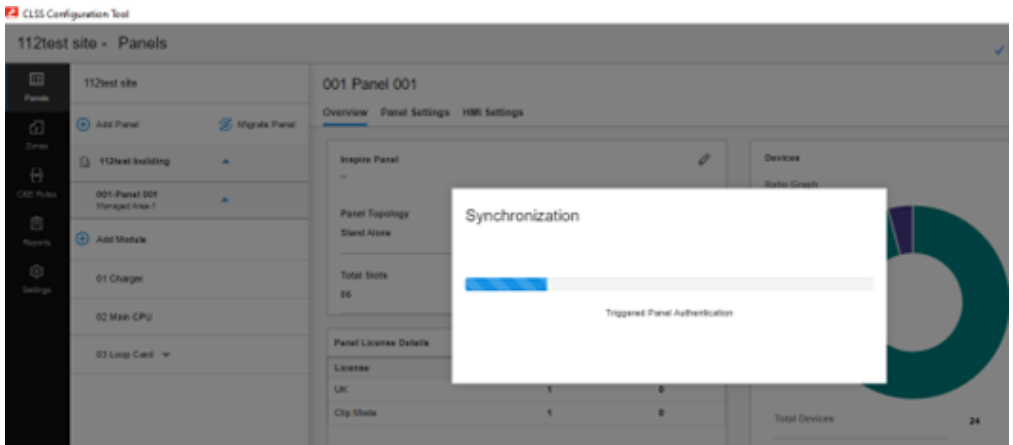 CLSS Configuration Tool
112test site - Panels
Panels
Zones
C&E Rules
Reports
Settings
112test site
Add Panel
Migrate Panel
112test building
001-Panel 001
Managed Area-1
Add Module
01 Charger
02 Main CPU
03 Loop Card
001 Panel 001
Overview Panel Settings HMI Settings
Inspire Panel
--
Panel Topology
Stand Alone
Total Slots
Panel License Details
License
UK 1 0
Clip-Mode 1 0
Synchronization
Triggered Panel Authentication
Devices
Ratio Graph
Total Devices 24